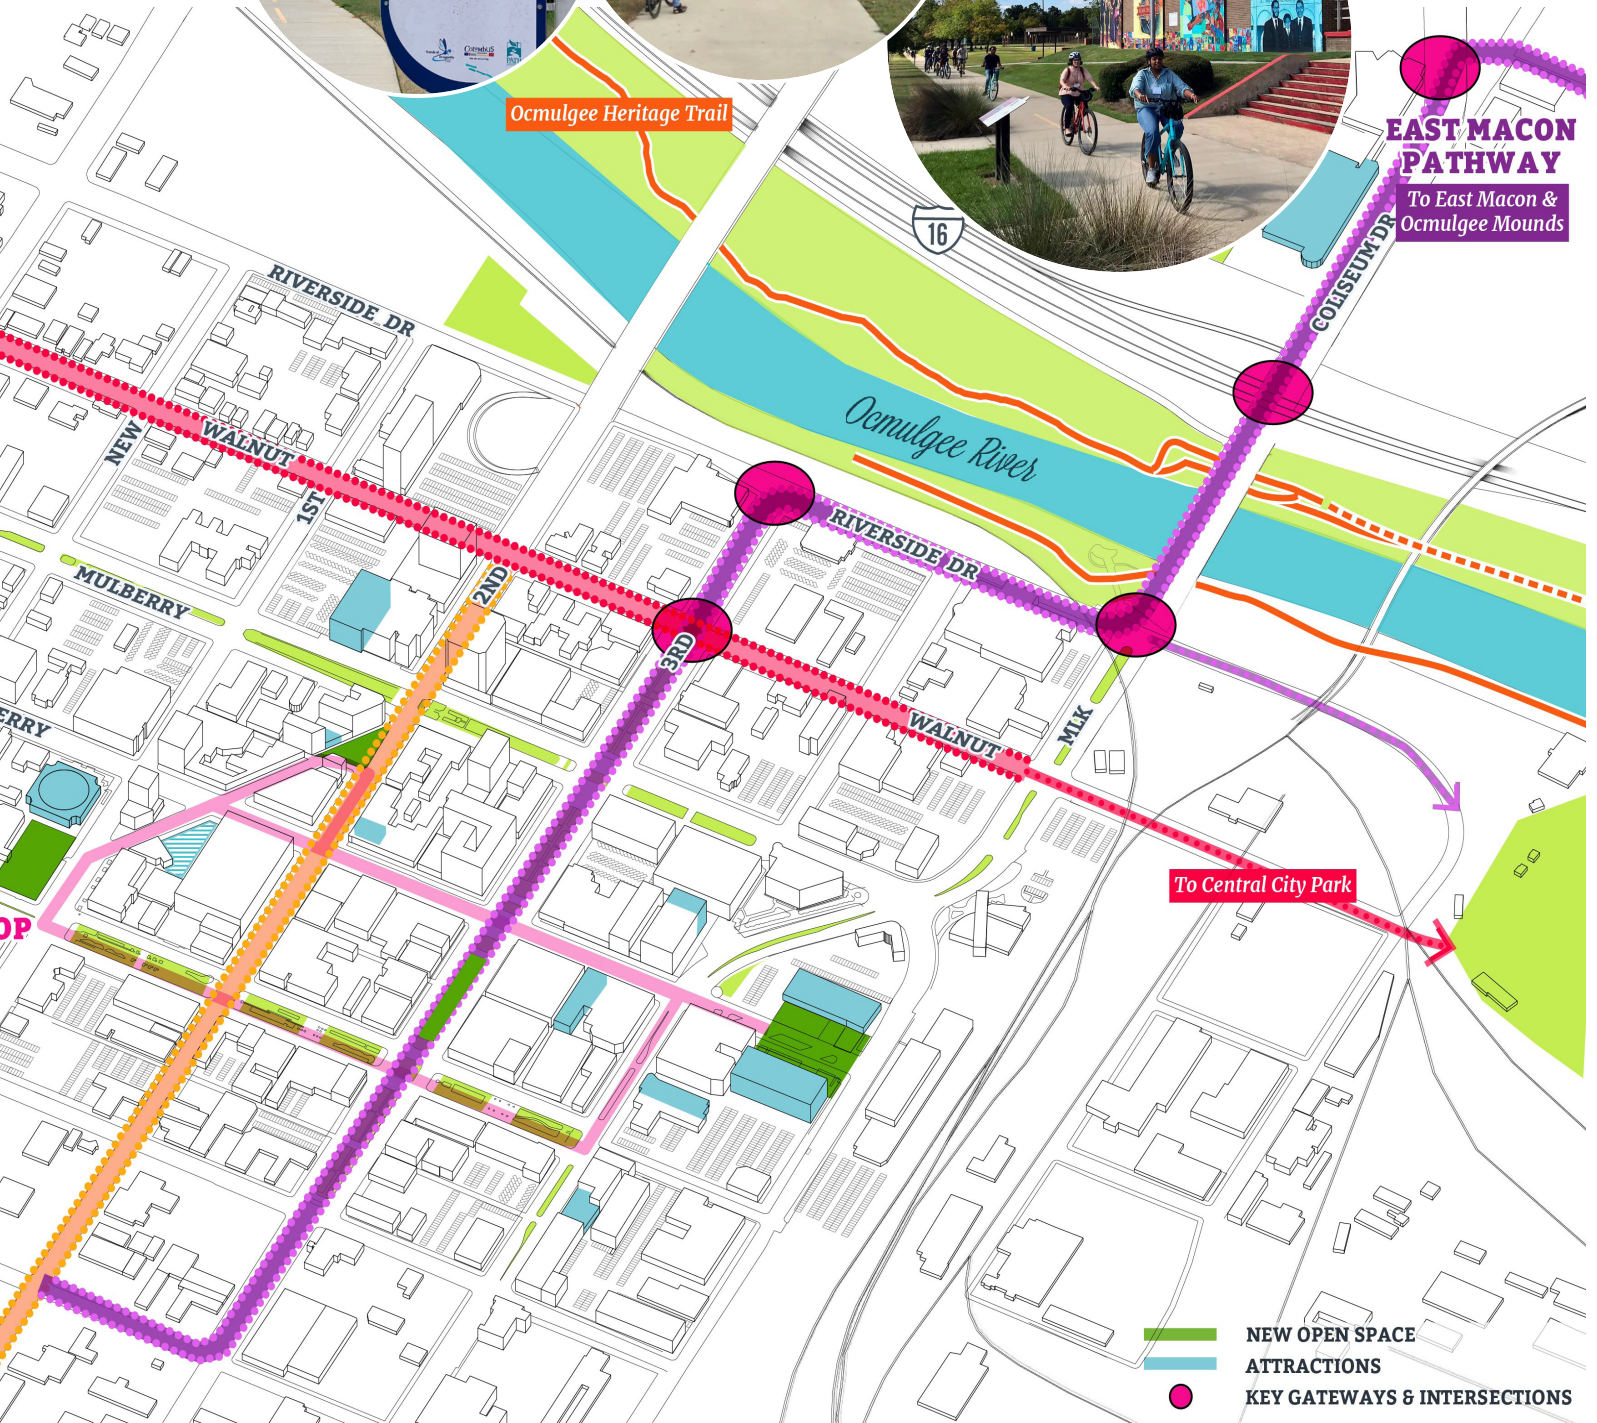 Columbus
PATH
Ocmulgee Heritage Trail
EAST MACON
PATHWAY
To East Macon &
Ocmulgee Mounds
16
COLISEUM DR
RIVERSIDE DR
Ocmulgee River
NEW
WALNUT
1ST
2ND
RIVERSIDE DR
MULBERRY
3RD
ERRY
WALNUT
MLK
To Central City Park
OP
NEW OPEN SPACE
ATTRACTIONS
KEY GATEWAYS & INTERSECTIONS